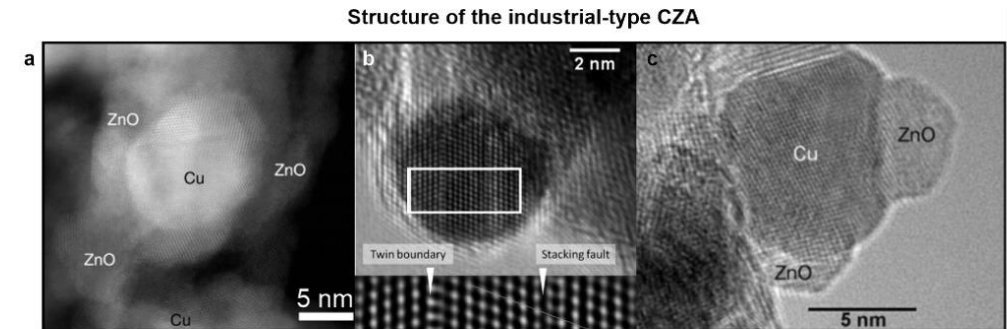 Structure of the industrial-type CZA
a
ZnO
Cu
ZnO
ZnO
5 nm
Cu
b
2 nm
Twin boundary
Stacking fault
c
Cu
ZnO
ZnO
5 nm